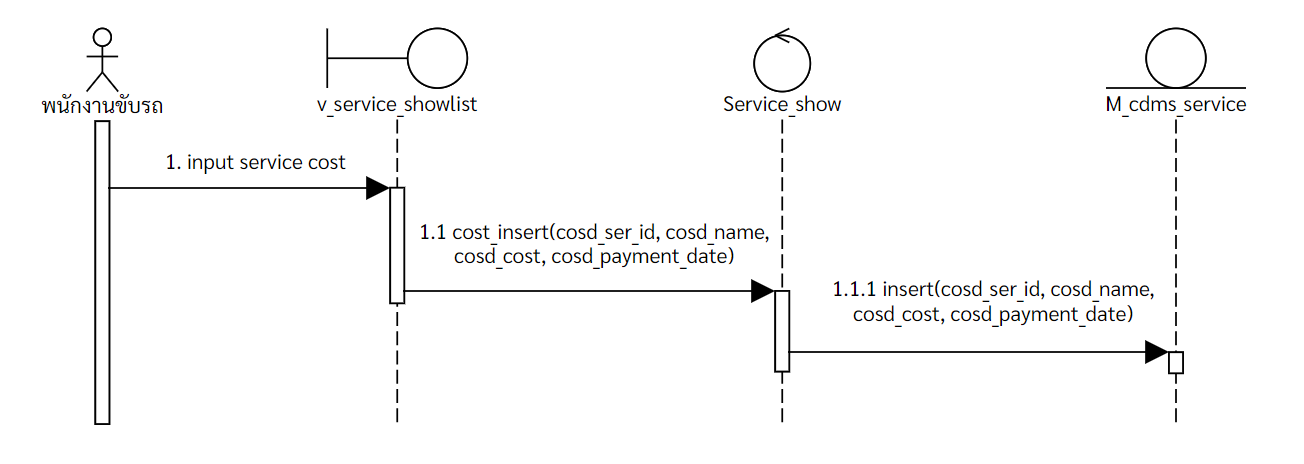 พนักงานขับรถ
v_service_showlist
Service_show
M_cdms_service
1. input service cost
1.1 cost_insert(cosd_ser_id, cosd_name,
cosd_cost, cosd_payment_date)
1.1.1 insert(cosd_ser_id, cosd_name,
cosd_cost, cosd_payment_date)